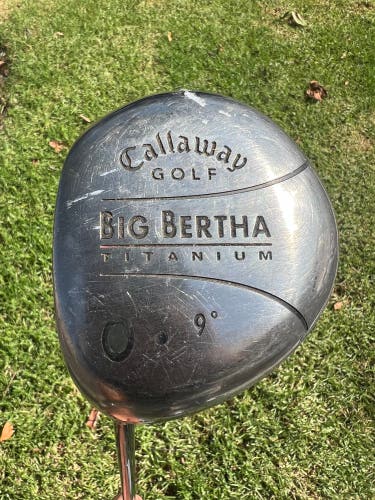 Callaway
GOLF
BIG BERTHA
TITANIUM
9°